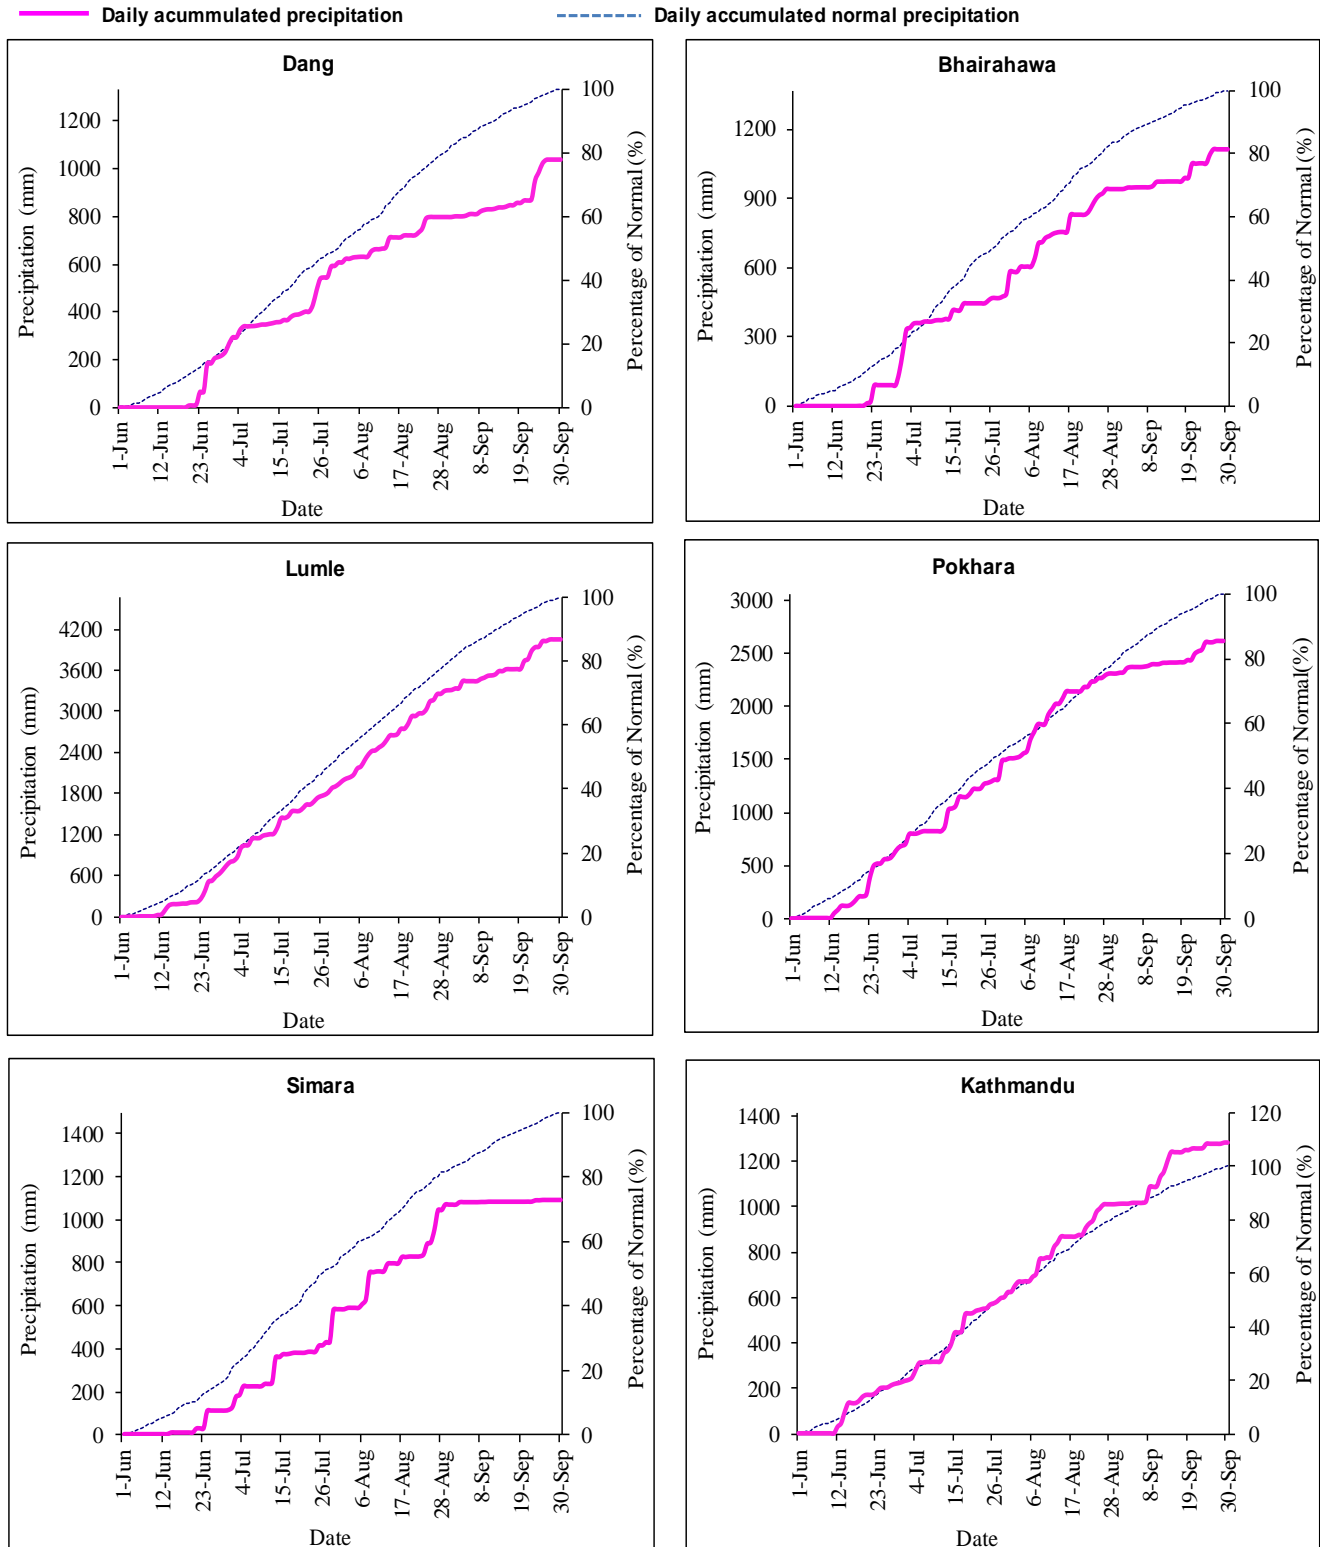 Daily acummulated precipitation
Daily accumulated normal precipitation
Dang
Precipitation (mm)
1200
1000
800
600
400
200
0
100
80
60
40
20
0
Percentage of Normal (%)
1-Jun
12-Jun
23-Jun
4-Jul
15-Jul
26-Jul
6-Aug
17-Aug
28-Aug
8-Sep
19-Sep
30-Sep
Date
Bhairahawa
Precipitation (mm)
1200
900
600
300
0
100
80
60
40
20
0
Percentage of Normal (%)
1-Jun
12-Jun
23-Jun
4-Jul
15-Jul
26-Jul
6-Aug
17-Aug
28-Aug
8-Sep
19-Sep
30-Sep
Date
Lumle
Precipitation (mm)
4200
3600
3000
2400
1800
1200
600
0
100
80
60
40
20
0
Percentage of Normal (%)
1-Jun
12-Jun
23-Jun
4-Jul
15-Jul
26-Jul
6-Aug
17-Aug
28-Aug
8-Sep
19-Sep
30-Sep
Date
Pokhara
Precipitation (mm)
3000
2500
2000
1500
1000
500
0
100
80
60
40
20
0
Percentage of Normal(%)
1-Jun
12-Jun
23-Jun
4-Jul
15-Jul
26-Jul
6-Aug
17-Aug
28-Aug
8-Sep
19-Sep
30-Sep
Date
Simara
Precipitation (mm)
1400
1200
1000
800
600
400
200
0
100
80
60
40
20
0
Percentage of Normal (%)
1-Jun
12-Jun
23-Jun
4-Jul
15-Jul
26-Jul
6-Aug
17-Aug
28-Aug
8-Sep
19-Sep
30-Sep
Date
Kathmandu
Precipitation (mm)
1400
1200
1000
800
600
400
200
0
120
100
80
60
40
20
0
Percentage of Normal (%)
1-Jun
12-Jun
23-Jun
4-Jul
15-Jul
26-Jul
6-Aug
17-Aug
28-Aug
8-Sep
19-Sep
30-Sep
Date